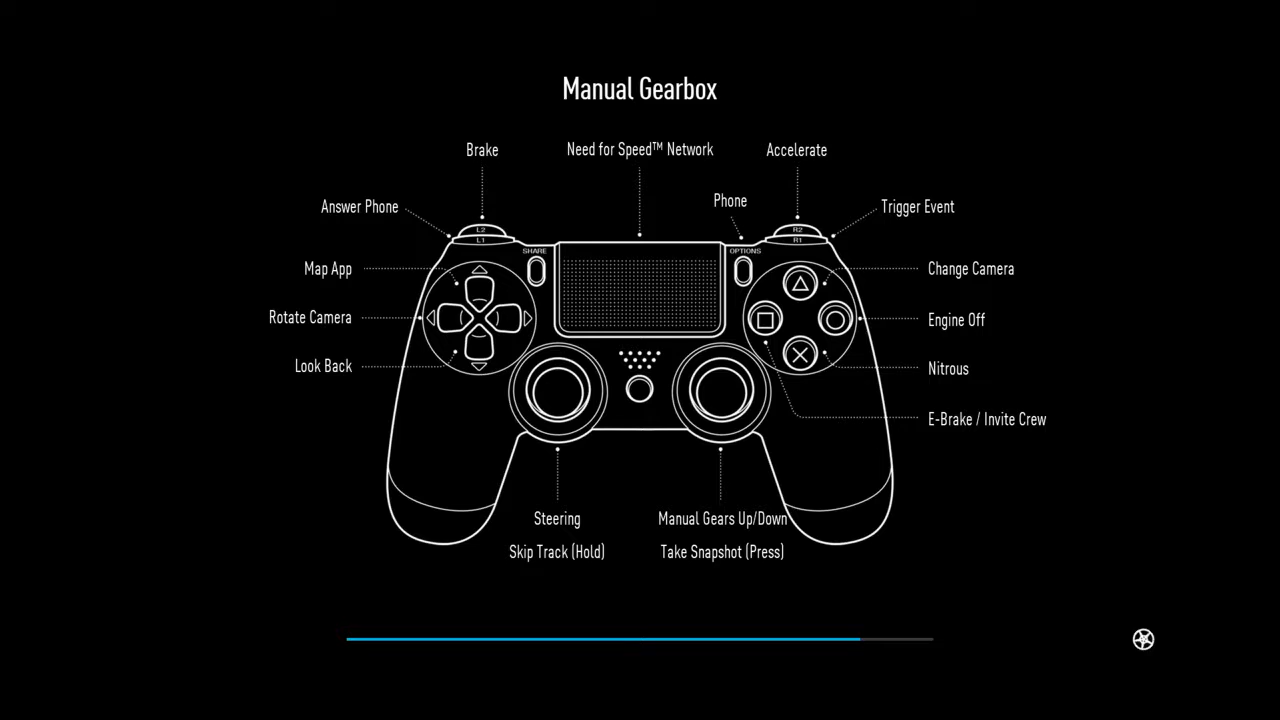 Manual Gearbox
Brake
Need for Speed™ Network
Accelerate
Answer Phone
Phone
Trigger Event
L2
R2
L1
R1
SHARE
OPTIONS
Map App
Change Camera
Rotate Camera
Engine Off
Look Back
Nitrous
E-Brake / Invite Crew
Steering
Manual Gears Up/Down
Skip Track (Hold)
Take Snapshot (Press)